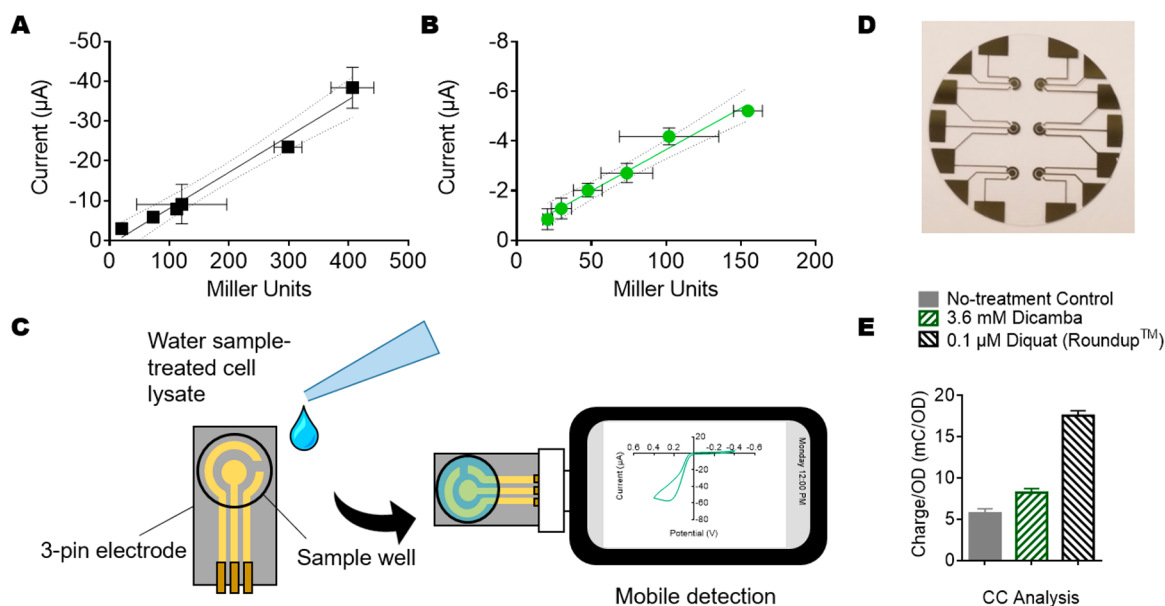 A
-50
-40
-30
-20
-10
0
Current (µA)
0 100 200 300 400 500
Miller Units
B
-8
-6
-4
-2
0
Current (µA)
0 50 100 150 200
Miller Units
D
C
Water sample-
treated cell
lysate
3-pin electrode
Sample well
0.6 0.4 0.2 -0.2 -0.4 -0.6
20
-20
-40
-60
-80
Current (µA)
Potential (V)
Monday 12:00 PM
Mobile detection
No-treatment Control
3.6 mM Dicamba
0.1 µM Diquat (Roundup™)
E
20
15
10
5
0
Charge/OD (mC/OD)
CC Analysis